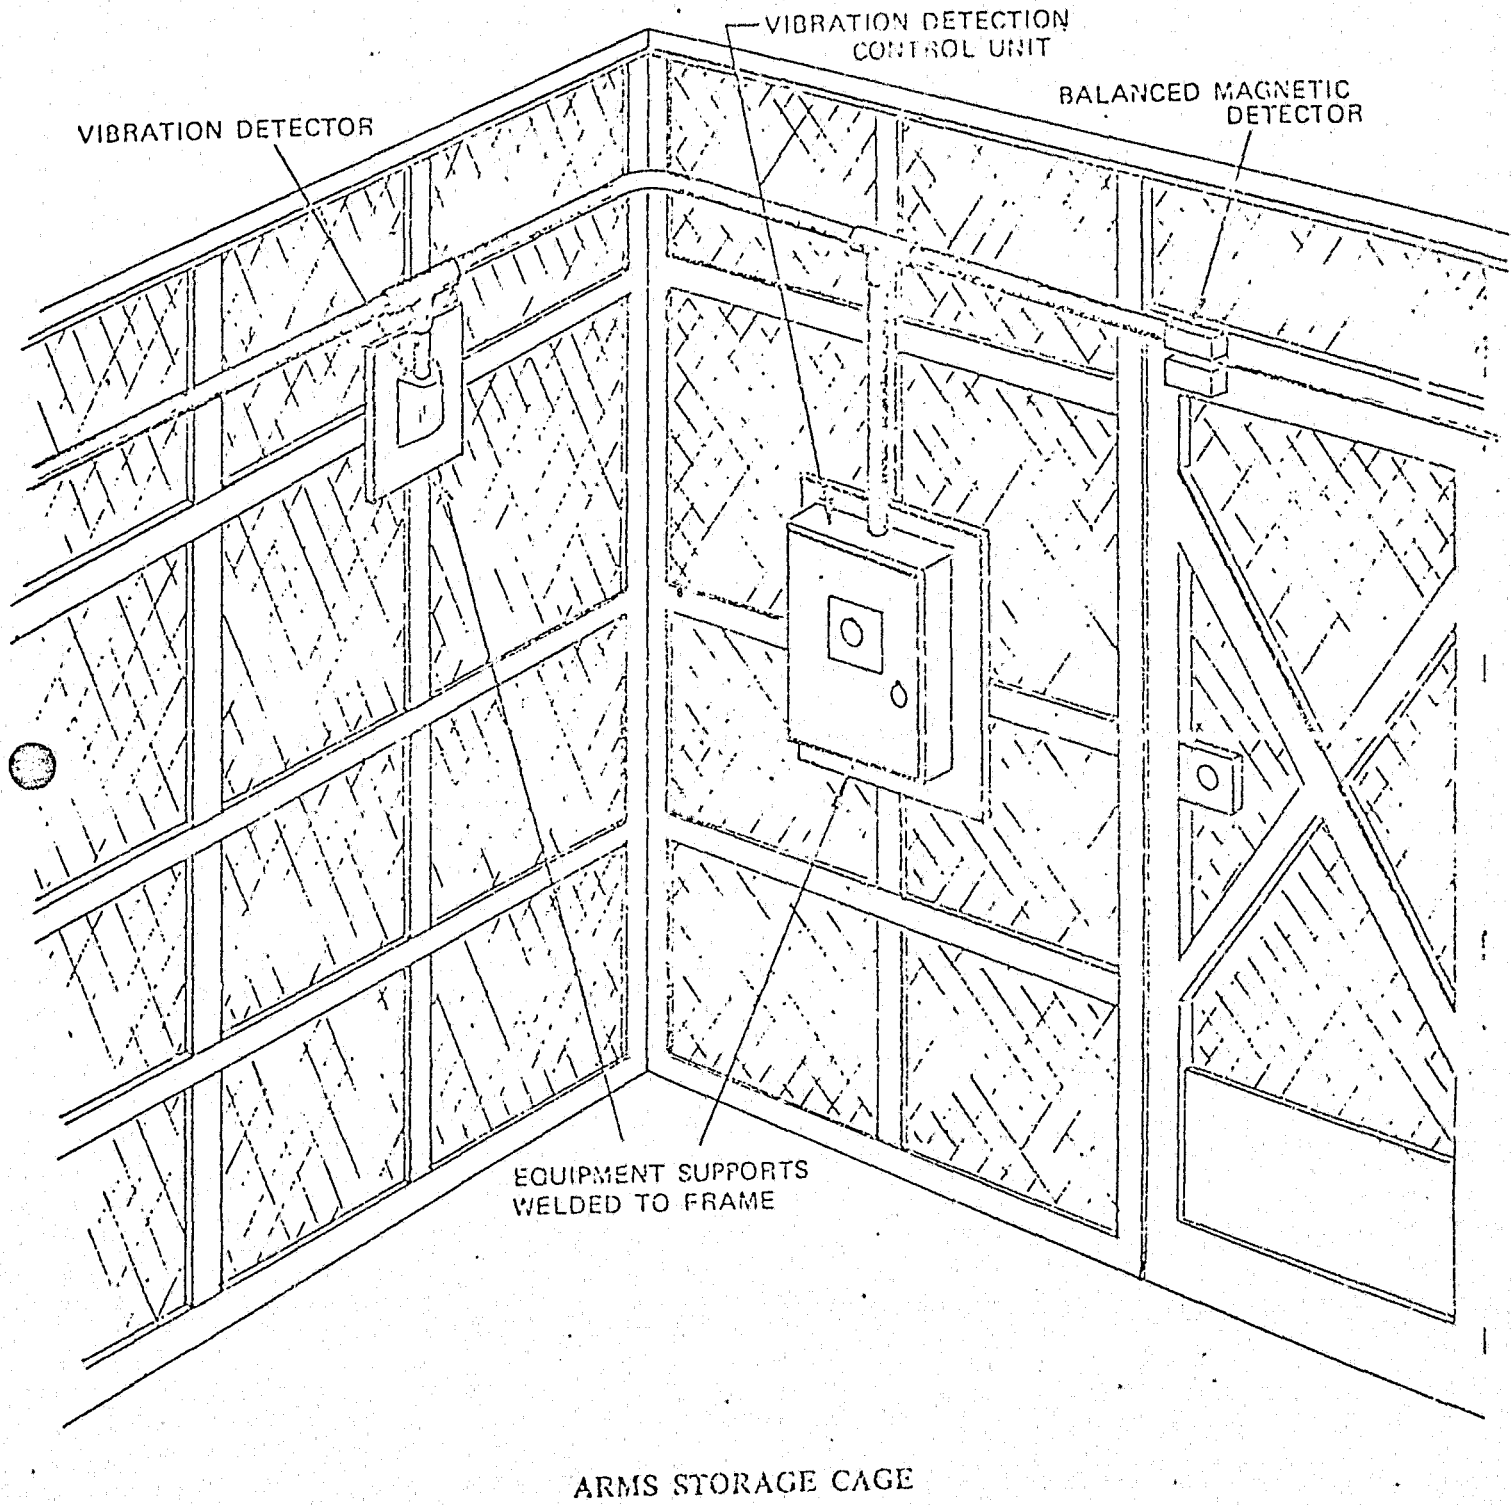 VIBRATION DETECTION
CONTROL UNIT
BALANCED MAGNETIC
DETECTOR
VIBRATION DETECTOR
EQUIPMENT SUPPORTS
WELDED TO FRAME
ARMS STORAGE CAGE